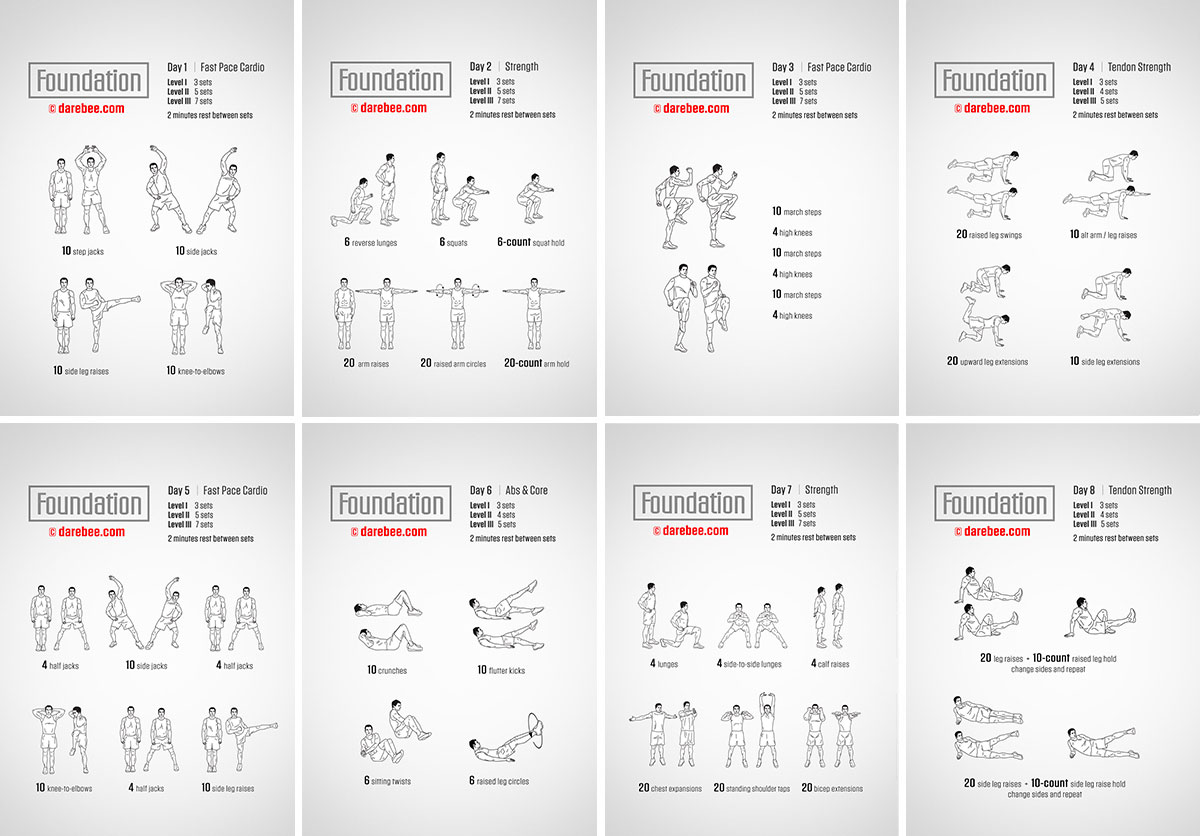 Foundation
© darebee.com
Day 1 | Fast Pace Cardio
Level I 3 sets
Level II 5 sets
Level III 7 sets
2 minutes rest between sets
10 step jacks
10 side jacks
10 side leg raises
10 knee-to-elbows
Foundation
© darebee.com
Day 2 | Strength
Level I 3 sets
Level II 5 sets
Level III 7 sets
2 minutes rest between sets
6 reverse lunges
6 squats
6-count squat hold
20 arm raises
20 raised arm circles
20-count arm hold
Foundation
© darebee.com
Day 3 | Fast Pace Cardio
Level I 3 sets
Level II 5 sets
Level III 7 sets
2 minutes rest between sets
10 march steps
4 high knees
10 march steps
4 high knees
10 march steps
4 high knees
Foundation
© darebee.com
Day 4 | Tendon Strength
Level I 3 sets
Level II 4 sets
Level III 5 sets
2 minutes rest between sets
20 raised leg swings
10 alt arm / leg raises
20 upward leg extensions
10 side leg extensions
Foundation
© darebee.com
Day 5 | Fast Pace Cardio
Level I 3 sets
Level II 5 sets
Level III 7 sets
2 minutes rest between sets
4 half jacks
10 side jacks
4 half jacks
10 knee-to-elbows
4 half jacks
10 side leg raises
Foundation
© darebee.com
Day 6 | Abs & Core
Level I 3 sets
Level II 4 sets
Level III 5 sets
2 minutes rest between sets
10 crunches
10 flutter kicks
6 sitting twists
6 raised leg circles
Foundation
© darebee.com
Day 7 | Strength
Level I 3 sets
Level II 5 sets
Level III 7 sets
2 minutes rest between sets
4 lunges
4 side-to-side lunges
4 calf raises
20 chest expansions
20 standing shoulder taps
20 bicep extensions
Foundation
© darebee.com
Day 8 | Tendon Strength
Level I 3 sets
Level II 4 sets
Level III 5 sets
2 minutes rest between sets
20 leg raises + 10-count raised leg hold
change sides and repeat
20 side leg raises + 10-count side leg raise hold
change sides and repeat